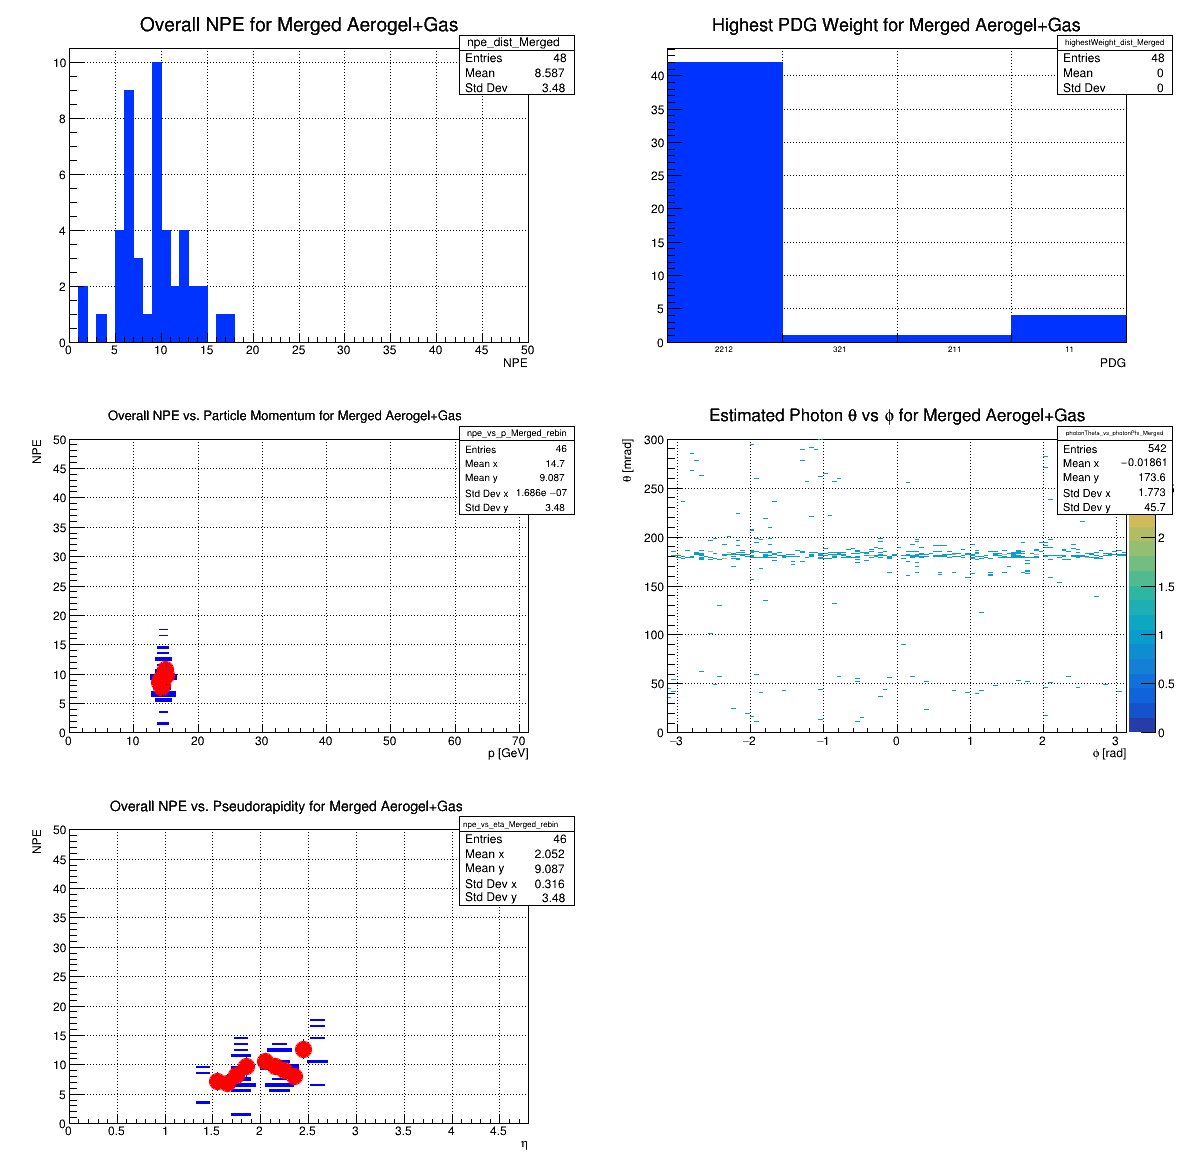 Overall NPE for Merged Aerogel+Gas
npe_dist_Merged
Entries 48
Mean 8.587
Std Dev 3.48
10
8
6
4
2
0
0 5 10 15 20 25 30 35 40 45 50
NPE
Highest PDG Weight for Merged Aerogel+Gas
highestWeight_dist_Merged
Entries 48
Mean 0
Std Dev 0
40
35
30
25
20
15
10
5
0
2212 321 211 11
PDG
Overall NPE vs. Particle Momentum for Merged Aerogel+Gas
npe_vs_p_Merged_rebin
Entries 46
Mean x 14.7
Mean y 9.087
Std Dev x 1.686e −07
Std Dev y 3.48
NPE
50
45
40
35
30
25
20
15
10
5
0
0 10 20 30 40 50 60 70
p [GeV]
Estimated Photon θ vs ϕ for Merged Aerogel+Gas
photonTheta_vs_photonPhi_Merged
Entries 542
Mean x −0.01861
Mean y 173.6
Std Dev x 1.773
Std Dev y 45.7
θ [mrad]
300
250
200
150
100
50
0
−3 −2 −1 0 1 2 3
ϕ [rad]
2
1.5
1
0.5
0
Overall NPE vs. Pseudorapidity for Merged Aerogel+Gas
npe_vs_eta_Merged_rebin
Entries 46
Mean x 2.052
Mean y 9.087
Std Dev x 0.316
Std Dev y 3.48
NPE
50
45
40
35
30
25
20
15
10
5
0
0 0.5 1 1.5 2 2.5 3 3.5 4 4.5
η